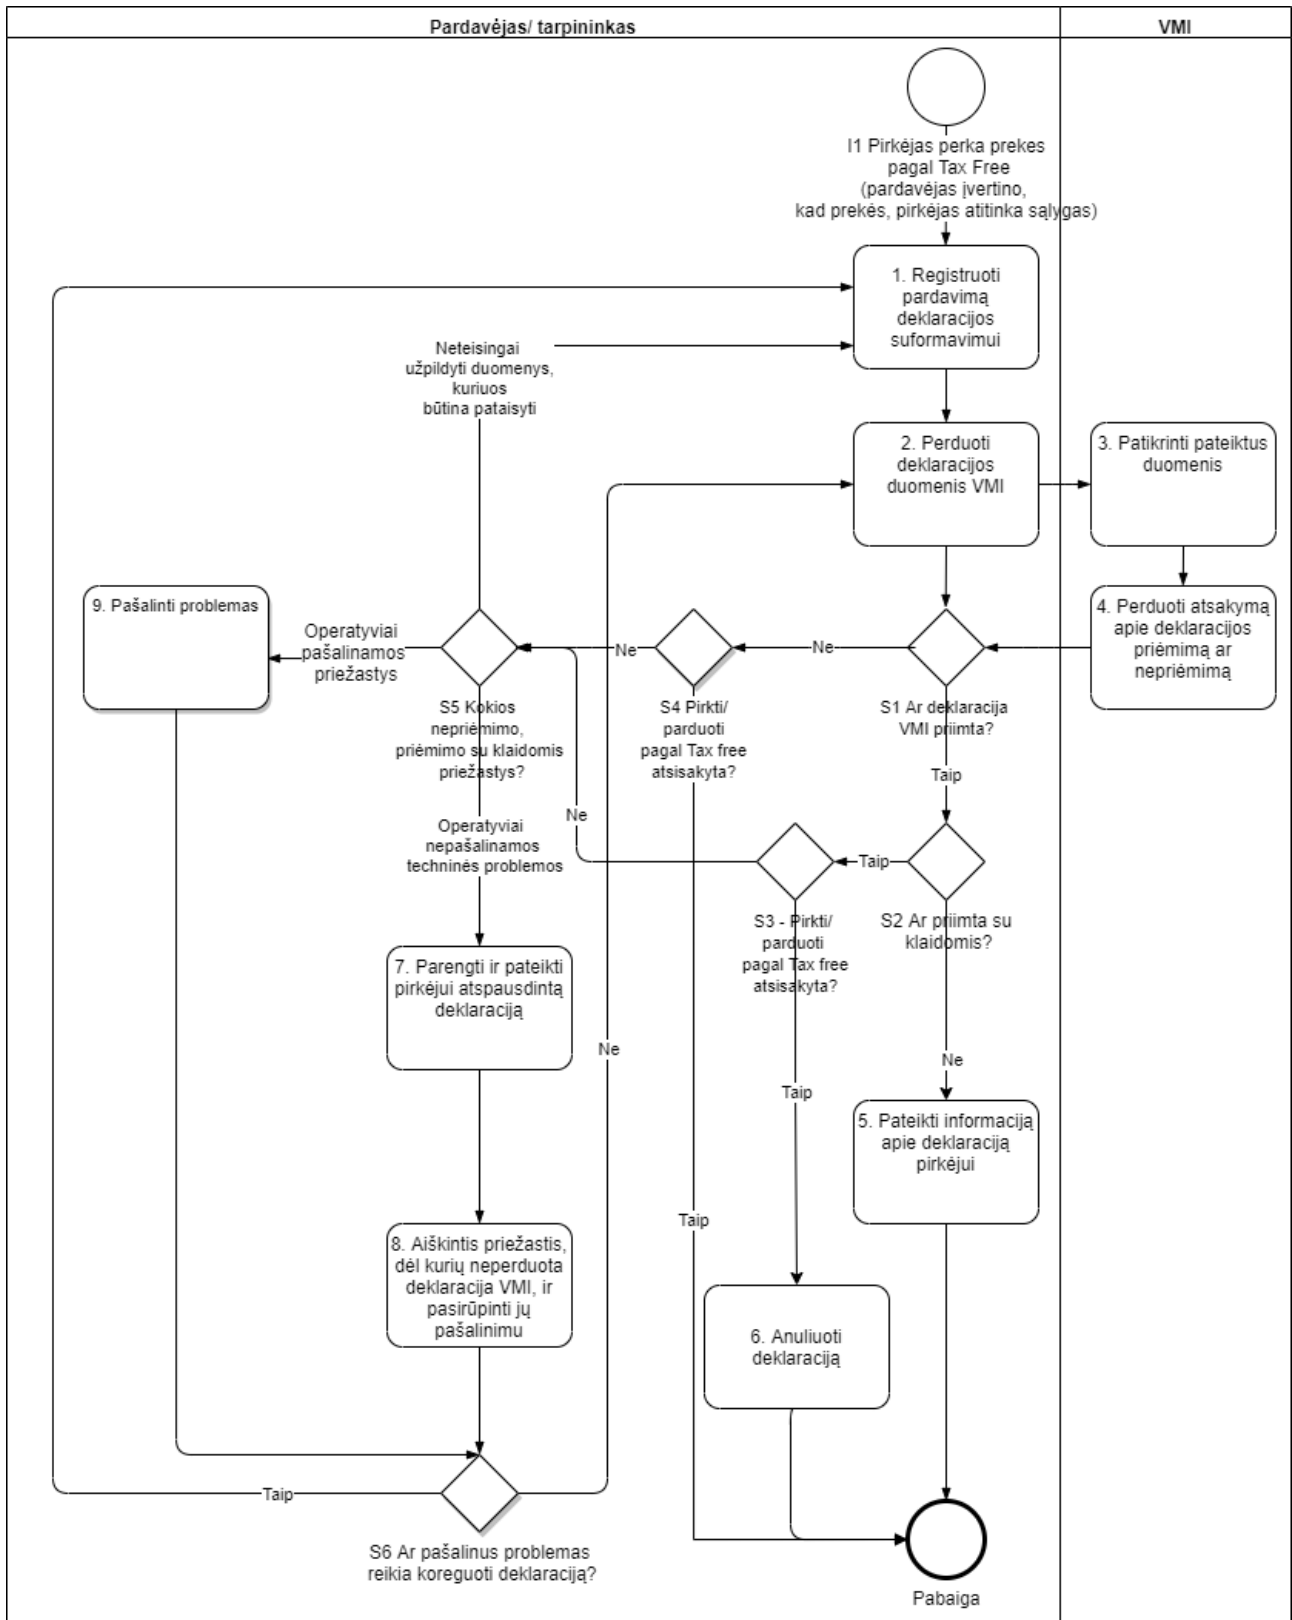 Pardavėjas/ tarpininkas
VMI
I1 Pirkėjas perka prekes
pagal Tax Free
(pardavėjas įvertino,
kad prekės, pirkėjas atitinka sąlygas)
1. Registruoti
pardavimą
deklaracijos
suformavimui
Neteisingai
užpildyti duomenys,
kuriuos
būtina pataisyti
2. Perduoti
deklaracijos
duomenis VMI
3. Patikrinti pateiktus
duomenis
9. Pašalinti problemas
4. Perduoti atsakymą
apie deklaracijos
priėmimą ar
nepriėmimą
Operatyviai
pašalinamos
priežastys
Ne
Ne
S5 Kokios
nepriėmimo,
priėmimo su klaidomis
priežastys?
S4 Pirkti/
parduoti
pagal Tax free
atsisakyta?
S1 Ar deklaracija
VMI priimta?
Taip
Ne
Operatyviai
nepašalinamos
techninės problemos
Taip
S3 - Pirkti/
parduoti
pagal Tax free
atsisakyta?
S2 Ar priimta su
klaidomis?
7. Parengti ir pateikti
pirkėjui atspausdintą
deklaraciją
Ne
Ne
Taip
5. Pateikti informaciją
apie deklaraciją
pirkėjui
Taip
8. Aiškintis priežastis,
dėl kurių neperduota
deklaracija VMI, ir
pasirūpinti jų
pašalinimu
6. Anuliuoti
deklaraciją
Taip
S6 Ar pašalinus problemas
reikia koreguoti deklaraciją?
Pabaiga